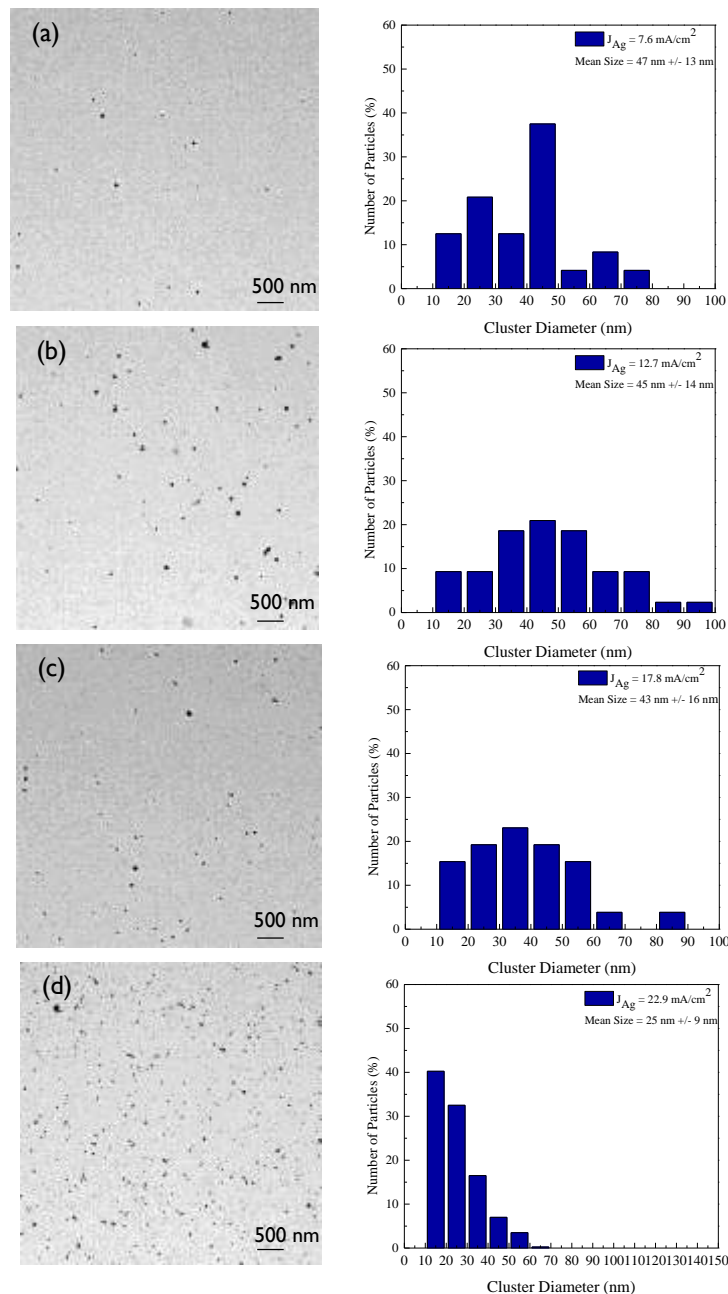 (a)
500 nm
J_Ag = 7.6 mA/cm²
Mean Size = 47 nm +/- 13 nm
Number of Particles (%)
60
50
40
30
20
10
0
0 10 20 30 40 50 60 70 80 90 100
Cluster Diameter (nm)
(b)
500 nm
J_Ag = 12.7 mA/cm²
Mean Size = 45 nm +/- 14 nm
Number of Particles (%)
60
50
40
30
20
10
0
0 10 20 30 40 50 60 70 80 90 100
Cluster Diameter (nm)
(c)
500 nm
J_Ag = 17.8 mA/cm²
Mean Size = 43 nm +/- 16 nm
Number of Particles (%)
60
50
40
30
20
10
0
0 10 20 30 40 50 60 70 80 90 100
Cluster Diameter (nm)
(d)
500 nm
J_Ag = 22.9 mA/cm²
Mean Size = 25 nm +/- 9 nm
Number of Particles (%)
60
50
40
30
20
10
0
0 10 20 30 40 50 60 70 80 90 100110120130140150
Cluster Diameter (nm)